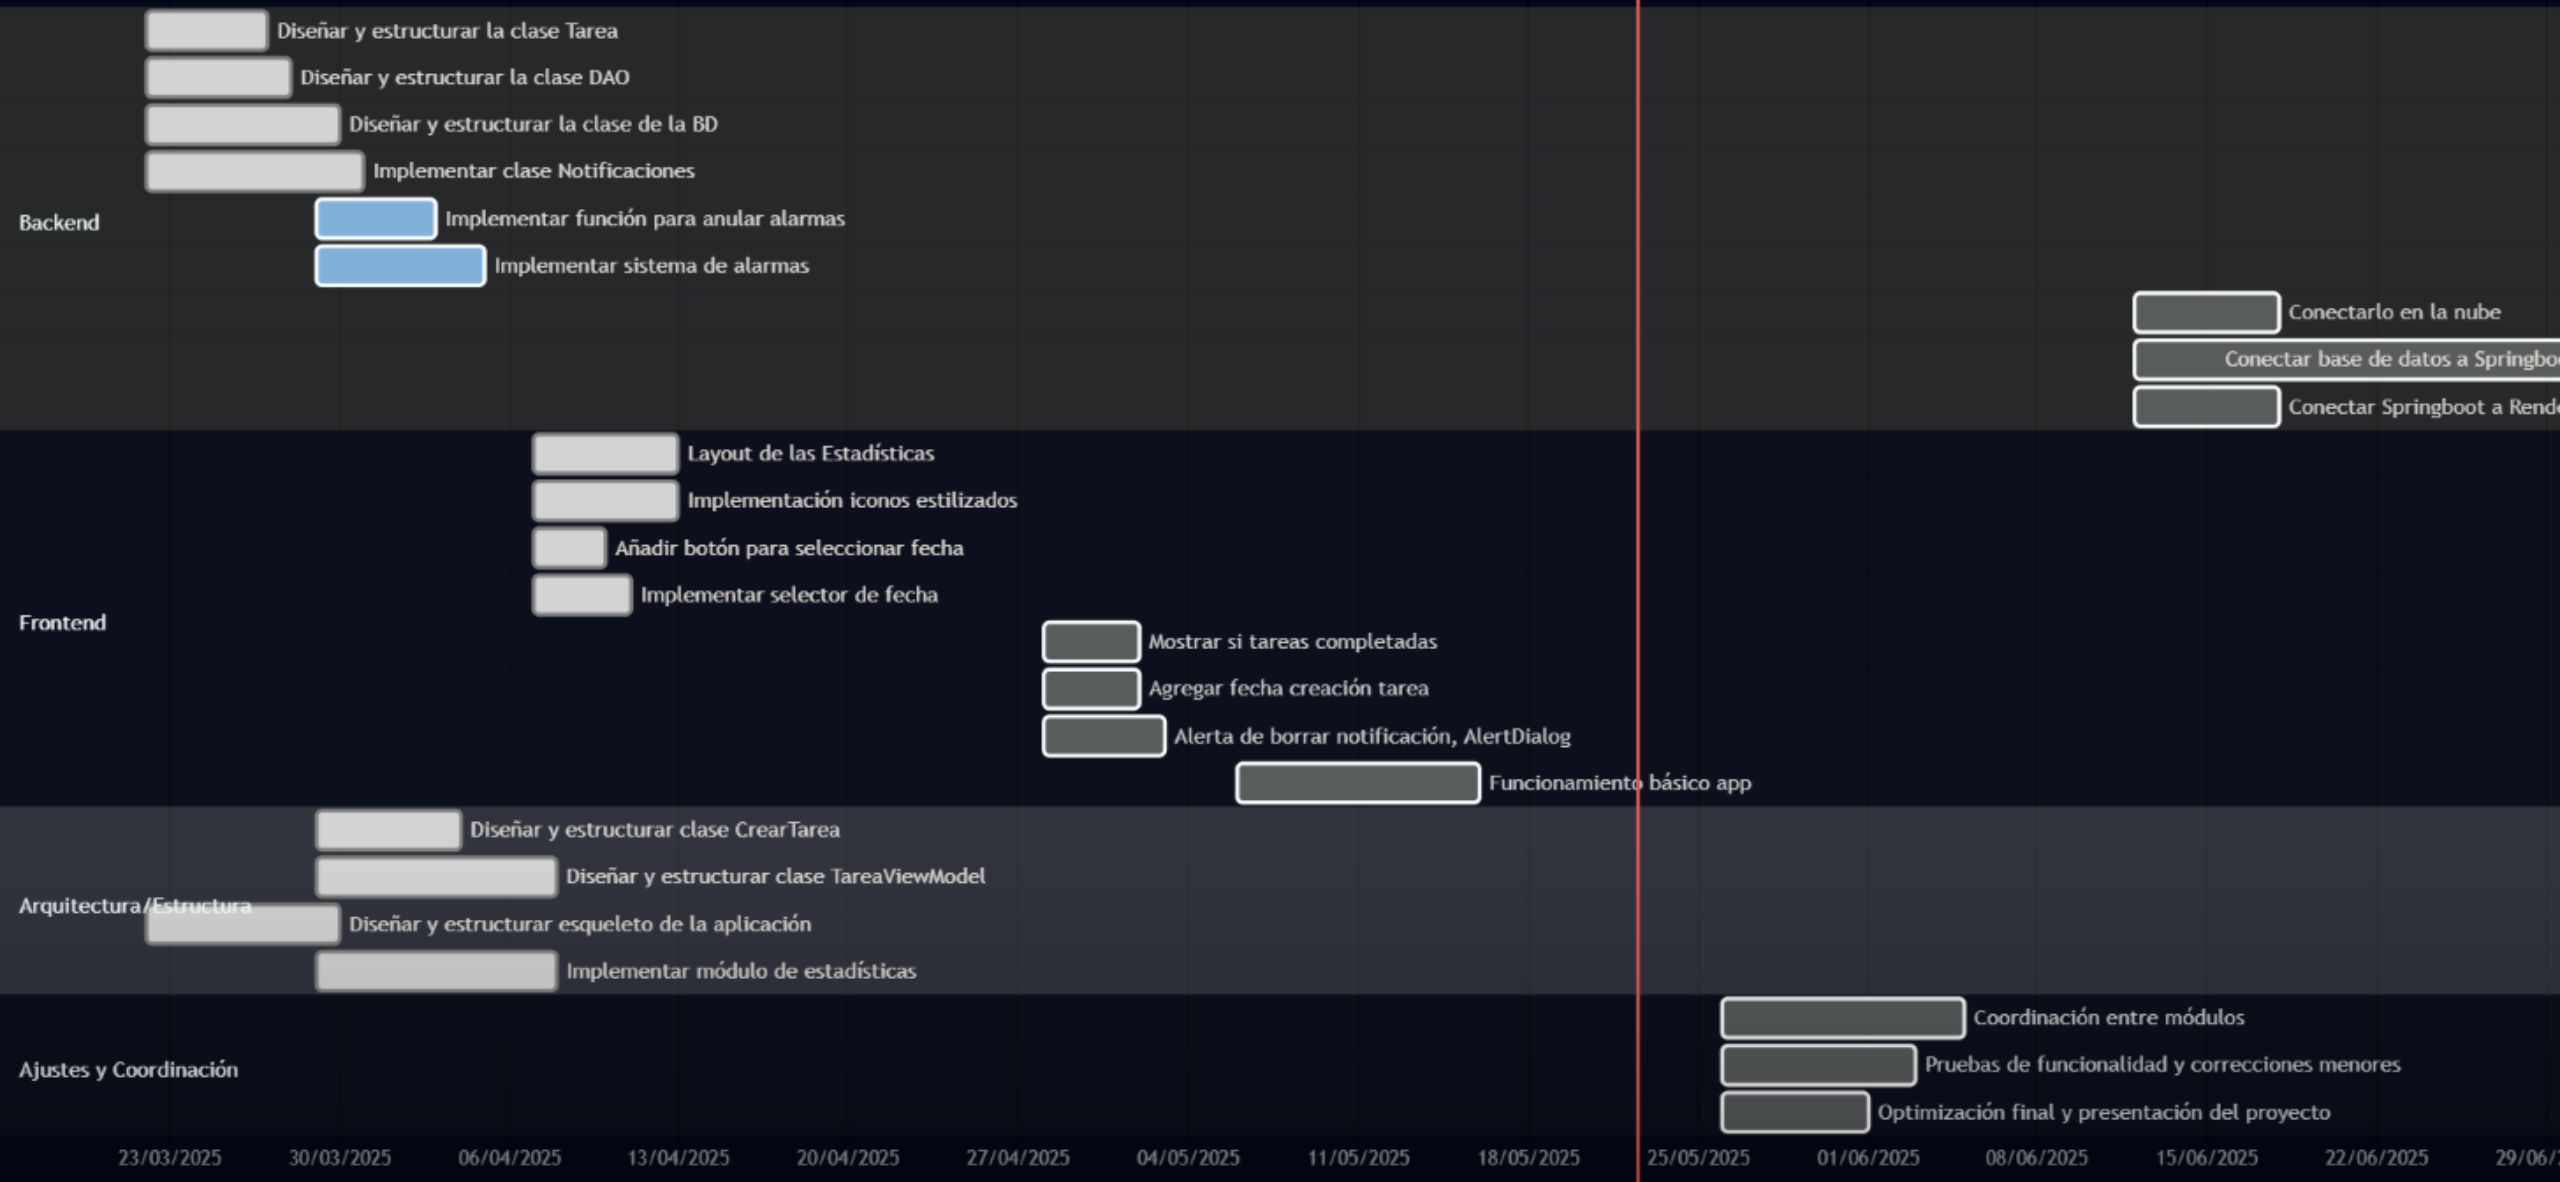 Diseñar y estructurar la clase Tarea
Diseñar y estructurar la clase DAO
Diseñar y estructurar la clase de la BD
Implementar clase Notificaciones
Backend
Implementar función para anular alarmas
Implementar sistema de alarmas
Conectarlo en la nube
Conectar base de datos a
Conectar Springboot a
Layout de las Estadísticas
Implementación iconos estilizados
Añadir botón para seleccionar fecha
Implementar selector de fecha
Frontend
Mostrar si tareas completadas
Agregar fecha creación tarea
Alerta de borrar notificación, AlertDialog
Funcionamiento básico app
Diseñar y estructurar clase CrearTarea
Diseñar y estructurar clase TareaViewModel
Arquitectura/Estructura
Diseñar y estructurar esqueleto de la aplicación
Implementar módulo de estadísticas
Coordinación entre módulos
Ajustes y Coordinación
Pruebas de funcionalidad y correcciones menores
Optimización final y presentación del proyecto
23/03/2025 30/03/2025 06/04/2025 13/04/2025 20/04/2025 27/04/2025 04/05/2025 11/05/2025 18/05/2025 25/05/2025 01/06/2025 08/06/2025 15/06/2025 22/06/2025